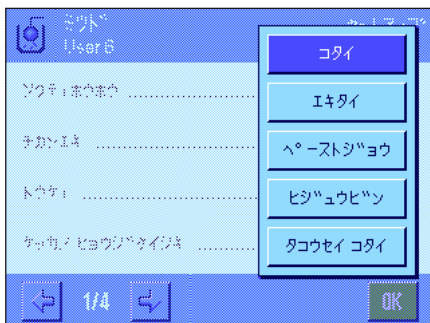 ミツド"
User 6
コタイ
ソクテイホウホウ
エキタイ
チカンエキ
ペーストジョウ
トウケイ
ヒジュウビン
ケッカノ ヒョウジケイシキ
タコウセイ コタイ
1/4
OK